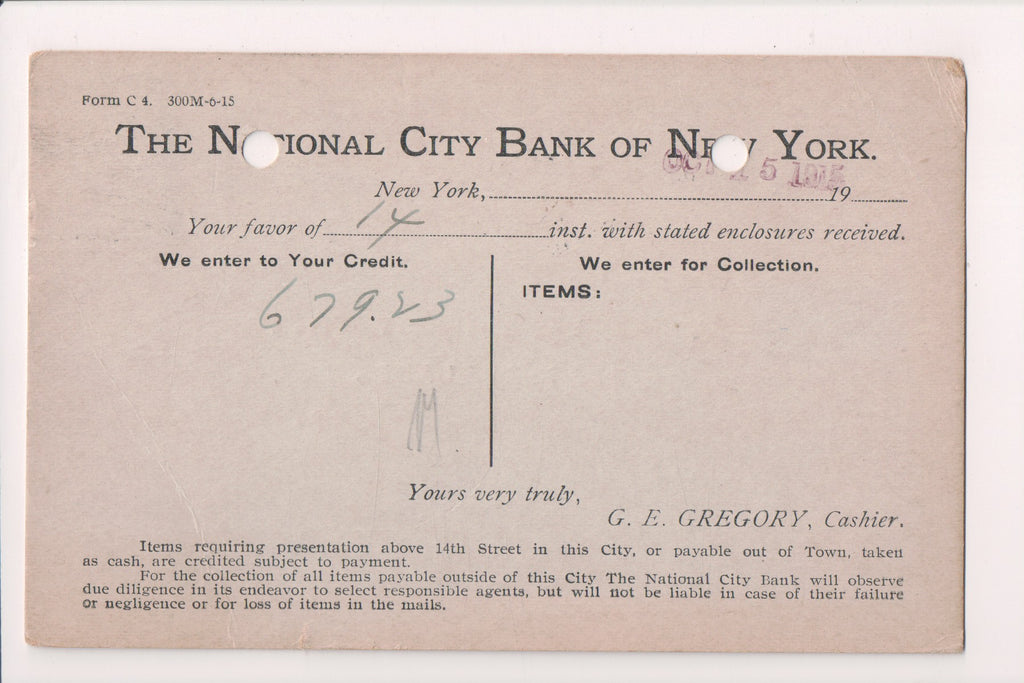 Form C 4. 300M-6-15
THE N TIONAL CITY BANK OF NEW YORK.
OCT 15 1915
New York, 19
Your favor of 14 inst. with stated enclosures received.
We enter to Your Credit.
679.23
We enter for Collection.
ITEMS:
M
Yours very truly,
G. E. GREGORY, Cashier.
Items requiring presentation above 14th Street in this City, or payable out of Town, taken
as cash, are credited subject to payment.
For the collection of all items payable outside of this City The National City Bank will observe
due diligence in its endeavor to select responsible agents, but will not be liable in case of their failure
or negligence or for loss of items in the mails.